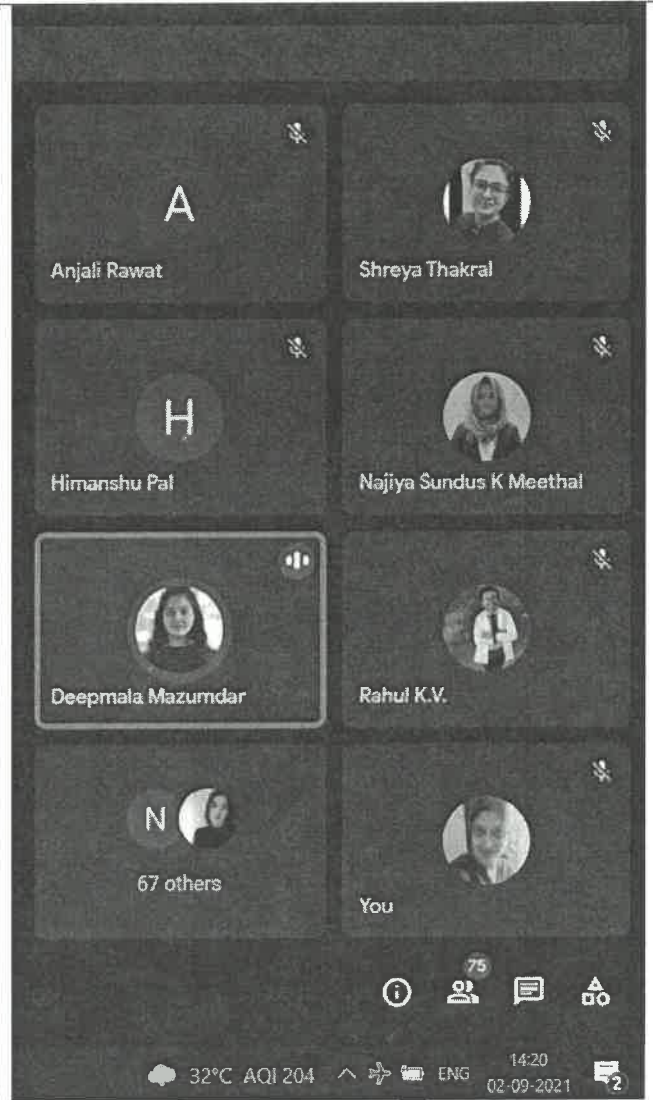 A
Anjali Rawat
Shreya Thakral
H
Himanshu Pal
Najiya Sundus K Meethal
Deepmala Mazumdar
Rahul K.V.
N
67 others
You
75
32°C AQI 204
ENG
14:20
02-09-2021
2